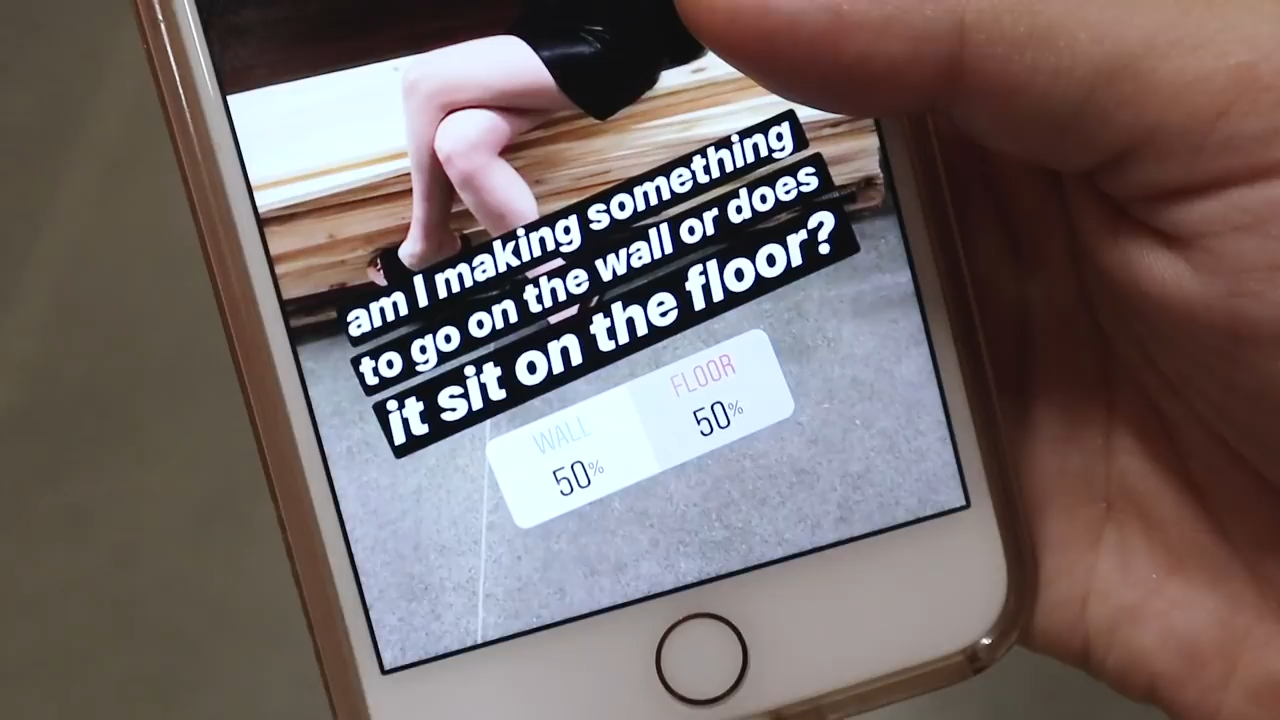 am I making something
to go on the wall or does
it sit on the floor?
WALL FLOOR
50% 50%